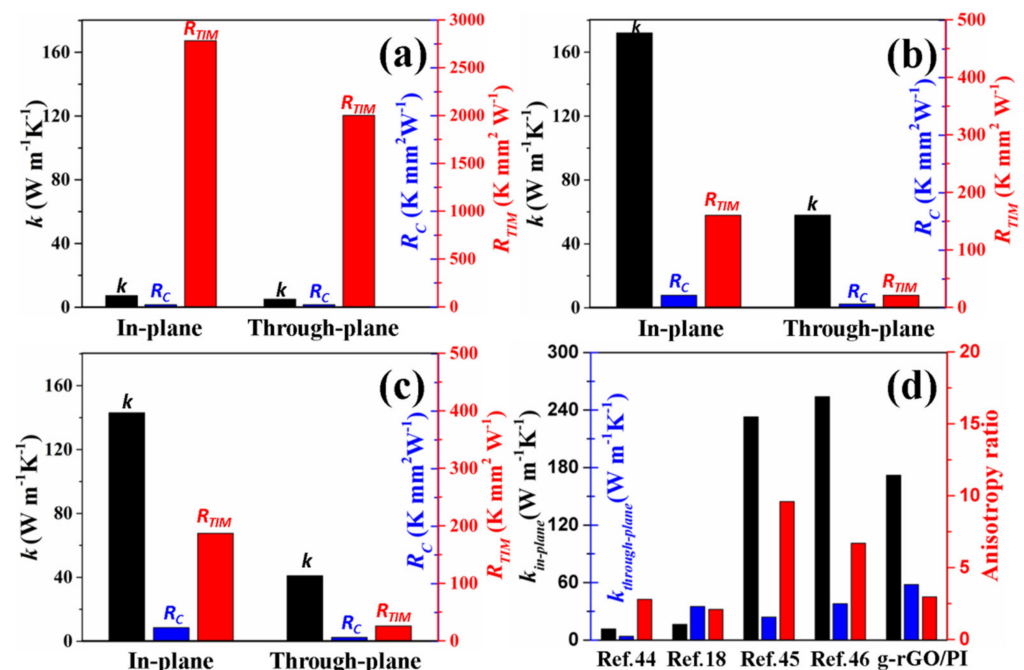 (a)
k (W m⁻¹K⁻¹)
160
120
80
40
0
k
R_C
R_TIM
k
R_C
R_TIM
In-plane
Through-plane
3000
2500
2000
1500
1000
500
0
R_C (K mm²W⁻¹)
R_TIM (K mm² W⁻¹)
(b)
k (W m⁻¹K⁻¹)
160
120
80
40
0
k
R_C
R_TIM
k
R_C
R_TIM
In-plane
Through-plane
500
400
300
200
100
0
R_C (K mm²W⁻¹)
R_TIM (K mm² W⁻¹)
(c)
k (W m⁻¹K⁻¹)
160
120
80
40
0
k
R_C
R_TIM
k
R_C
R_TIM
In-plane
Through-plane
500
400
300
200
100
0
R_C (K mm²W⁻¹)
R_TIM (K mm² W⁻¹)
(d)
k_in-plane (W m⁻¹K⁻¹)
k_through-plane (W m⁻¹K⁻¹)
300
240
180
120
60
0
Ref.44 Ref.18 Ref.45 Ref.46 g-rGO/PI
20
15
10
5
0
Anisotropy ratio